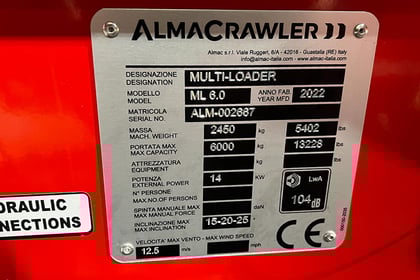 ALMACRAWLER
Almac s.r.l. Viale Ruggeri, 6/A - 42016 - Guastalla (RE) Italy
www.almac-italia.com - info@almac-italia.com
DESIGNAZIONE DESIGNATION MULTI-LOADER
MODELLO MODEL ML 6.0 ANNO FAB. YEAR MFD 2022
MATRICOLA SERIAL NO. ALM-002667
MASSA MACH. WEIGHT 2450 kg 5402 lbs
PORTATA MAX MAX CAPACITY 6000 kg 13228 lbs
ATTREZZATURA EQUIPMENT kg lbs
POTENZA EXTERNAL POWER 14 KW
LwA
104 dB
N° PERSONE
MAX.NO.OF PERSONS
SPINTA MANUALE MAX
MAX MANUAL FORCE
INCLINAZIONE MAX
MAX INCLINATION 15-20-25 °
CE
VELOCITA' MAX VENTO - MAX WIND SPEED
12.5 m/s mph
DRAULIC
NNECTIONS